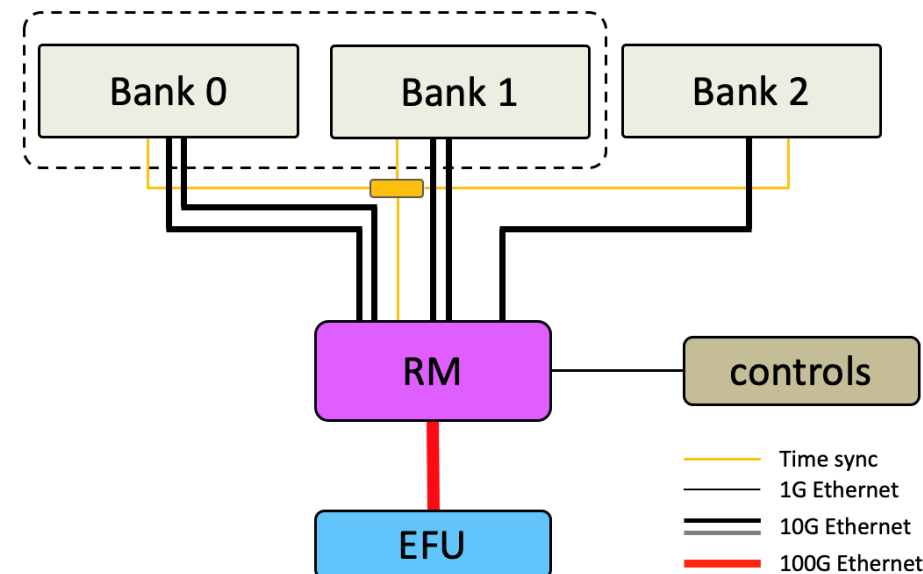 Bank 0
Bank 1
Bank 2
RM
controls
Time sync
1G Ethernet
10G Ethernet
100G Ethernet
EFU